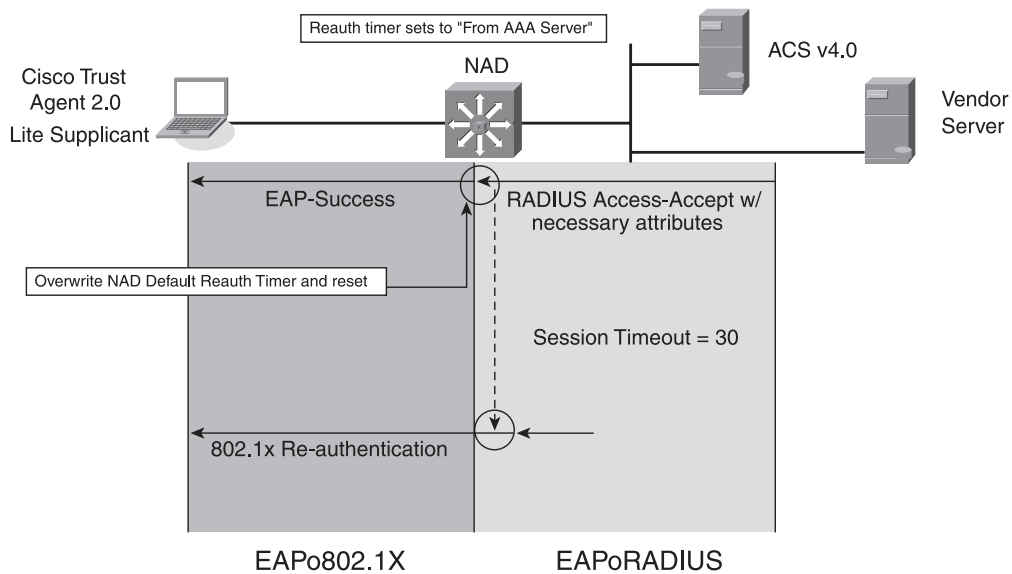 Reauth timer sets to "From AAA Server"
ACS v4.0
NAD
Cisco Trust
Agent 2.0
Lite Supplicant
Vendor
Server
EAP-Success
RADIUS Access-Accept w/
necessary attributes
Overwrite NAD Default Reauth Timer and reset
Session Timeout = 30
802.1x Re-authentication
EAPo802.1X
EAPoRADIUS